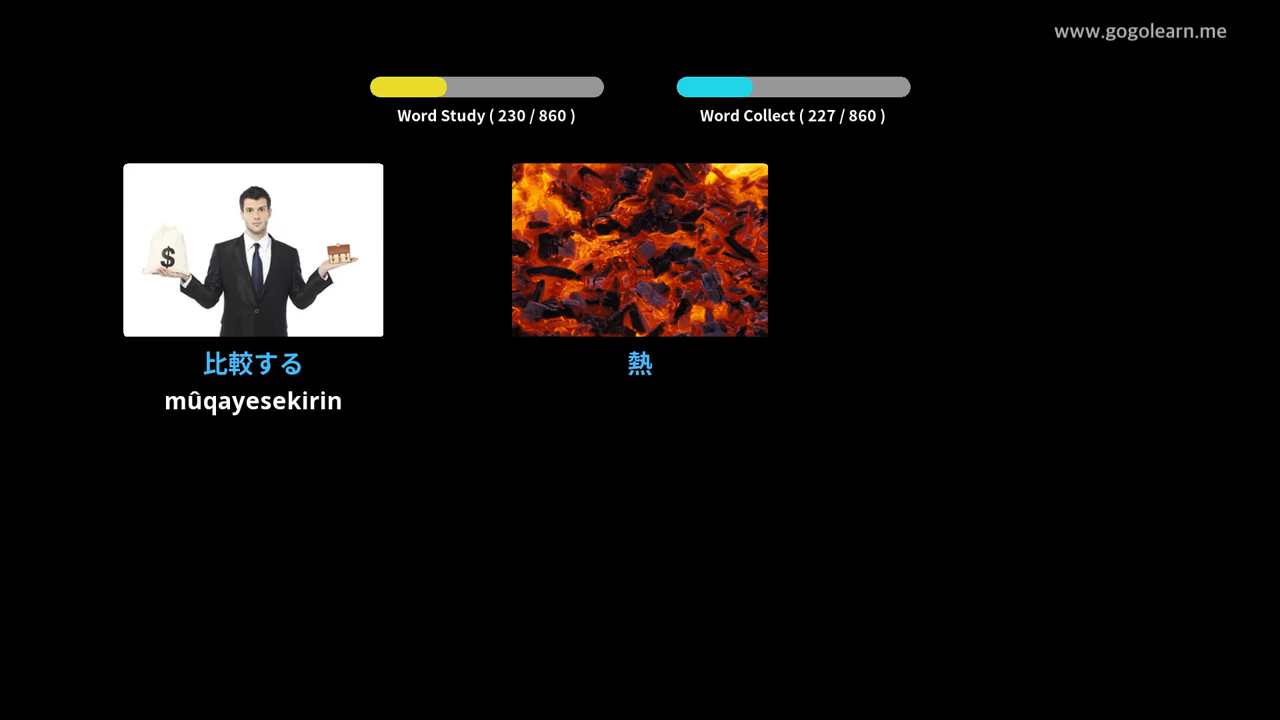 www.gogolearn.me
Word Study ( 230 / 860 )
Word Collect ( 227 / 860 )
$
比較する
mûqayesekirin
熱